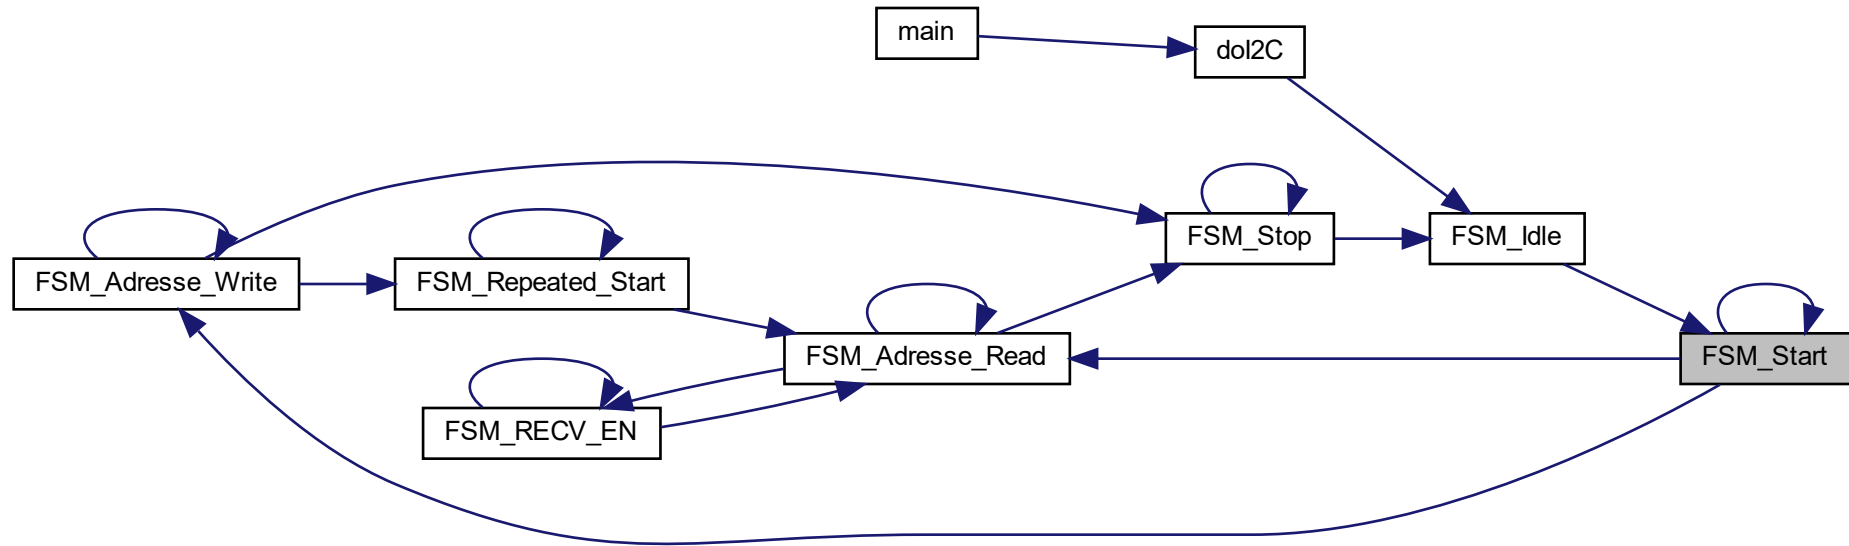 main
doI2C
FSM_Stop
FSM_Idle
FSM_Adresse_Write
FSM_Repeated_Start
FSM_Adresse_Read
FSM_Start
FSM_RECV_EN